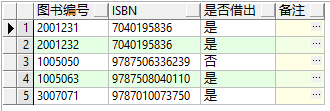 图书编号 ISBN 是否借出 备注
1 2001231 7040195836 是 ...
2 2001232 7040195836 是 ...
3 1005050 9787506336239 否 ...
4 1005063 9787508040110 是 ...
5 3007071 9787010073750 是 ...